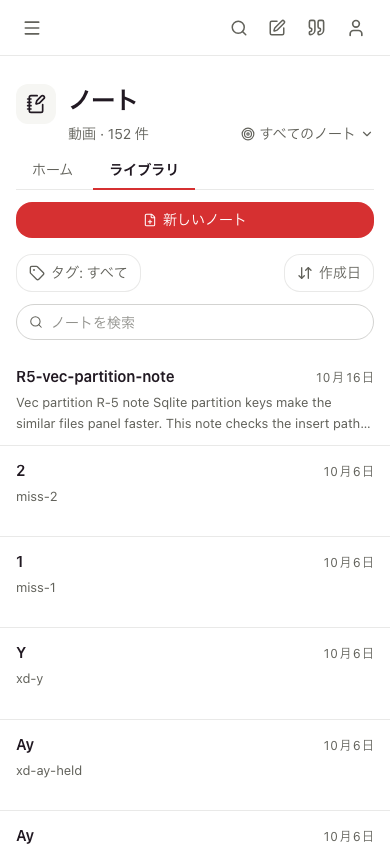 ノート
動画 · 152 件
すべてのノート
ホーム
ライブラリ
新しいノート
タグ: すべて
作成日
ノートを検索
R5-vec-partition-note
10月16日
Vec partition R-5 note Sqlite partition keys make the
similar files panel faster. This note checks the insert path…
2
10月6日
miss-2
1
10月6日
miss-1
Y
10月6日
xd-y
Ay
10月6日
xd-ay-held
Ay
10月6日